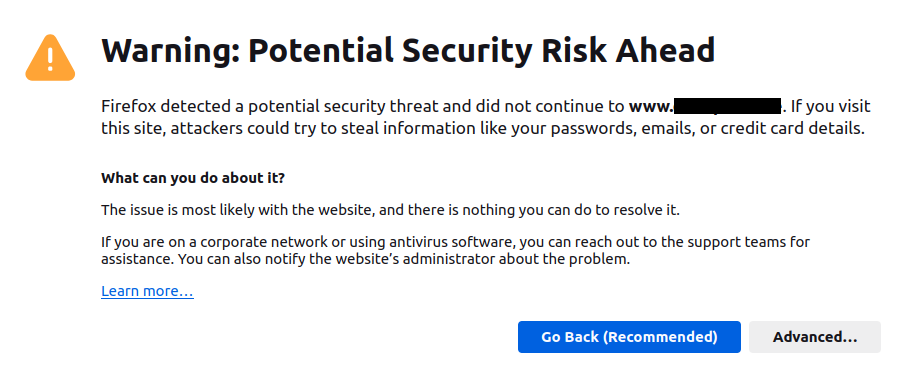 Warning: Potential Security Risk Ahead
Firefox detected a potential security threat and did not continue to www. . If you visit
this site, attackers could try to steal information like your passwords, emails, or credit card details.
What can you do about it?
The issue is most likely with the website, and there is nothing you can do to resolve it.
If you are on a corporate network or using antivirus software, you can reach out to the support teams for
assistance. You can also notify the website’s administrator about the problem.
Learn more…
Go Back (Recommended)
Advanced…